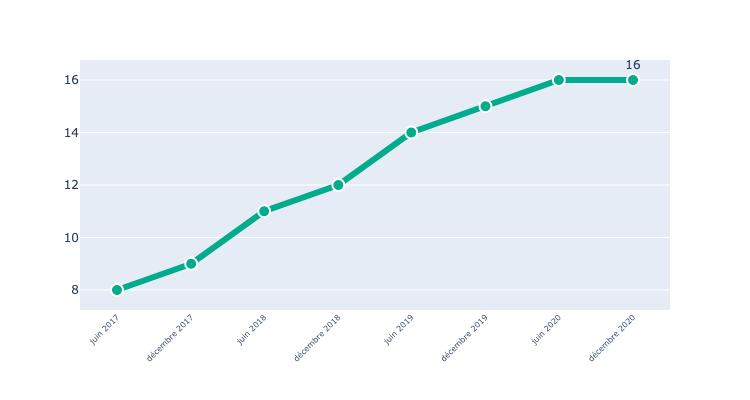 16
16
14
12
10
8
juin 2017
décembre 2017
juin 2018
décembre 2018
juin 2019
décembre 2019
juin 2020
décembre 2020